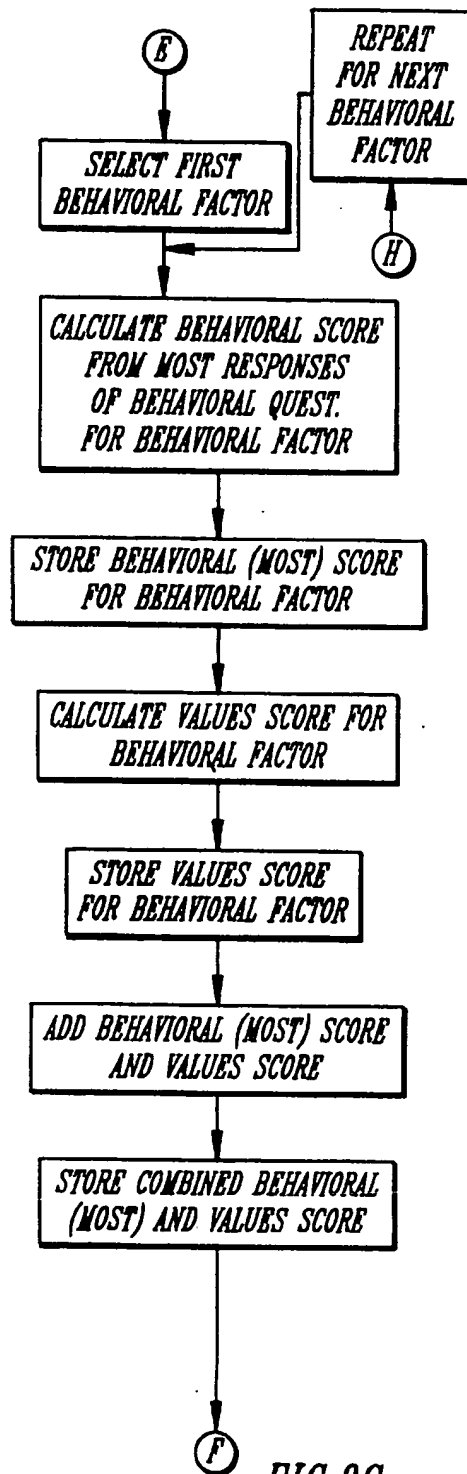 E
SELECT FIRST
BEHAVIORAL FACTOR
REPEAT
FOR NEXT
BEHAVIORAL
FACTOR
H
CALCULATE BEHAVIORAL SCORE
FROM MOST RESPONSES
OF BEHAVIORAL QUEST.
FOR BEHAVIORAL FACTOR
STORE BEHAVIORAL (MOST) SCORE
FOR BEHAVIORAL FACTOR
CALCULATE VALUES SCORE FOR
BEHAVIORAL FACTOR
STORE VALUES SCORE
FOR BEHAVIORAL FACTOR
ADD BEHAVIORAL (MOST) SCORE
AND VALUES SCORE
STORE COMBINED BEHAVIORAL
(MOST) AND VALUES SCORE
F